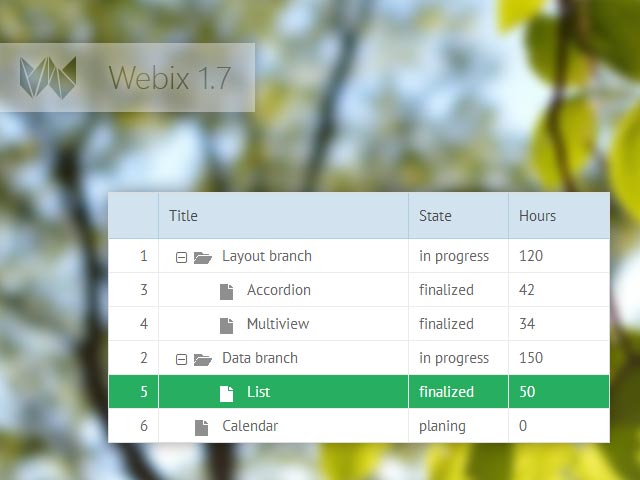 Webix 1.7
Title State Hours
1 Layout branch in progress 120
3 Accordion finalized 42
4 Multiview finalized 34
2 Data branch in progress 150
5 List finalized 50
6 Calendar planing 0